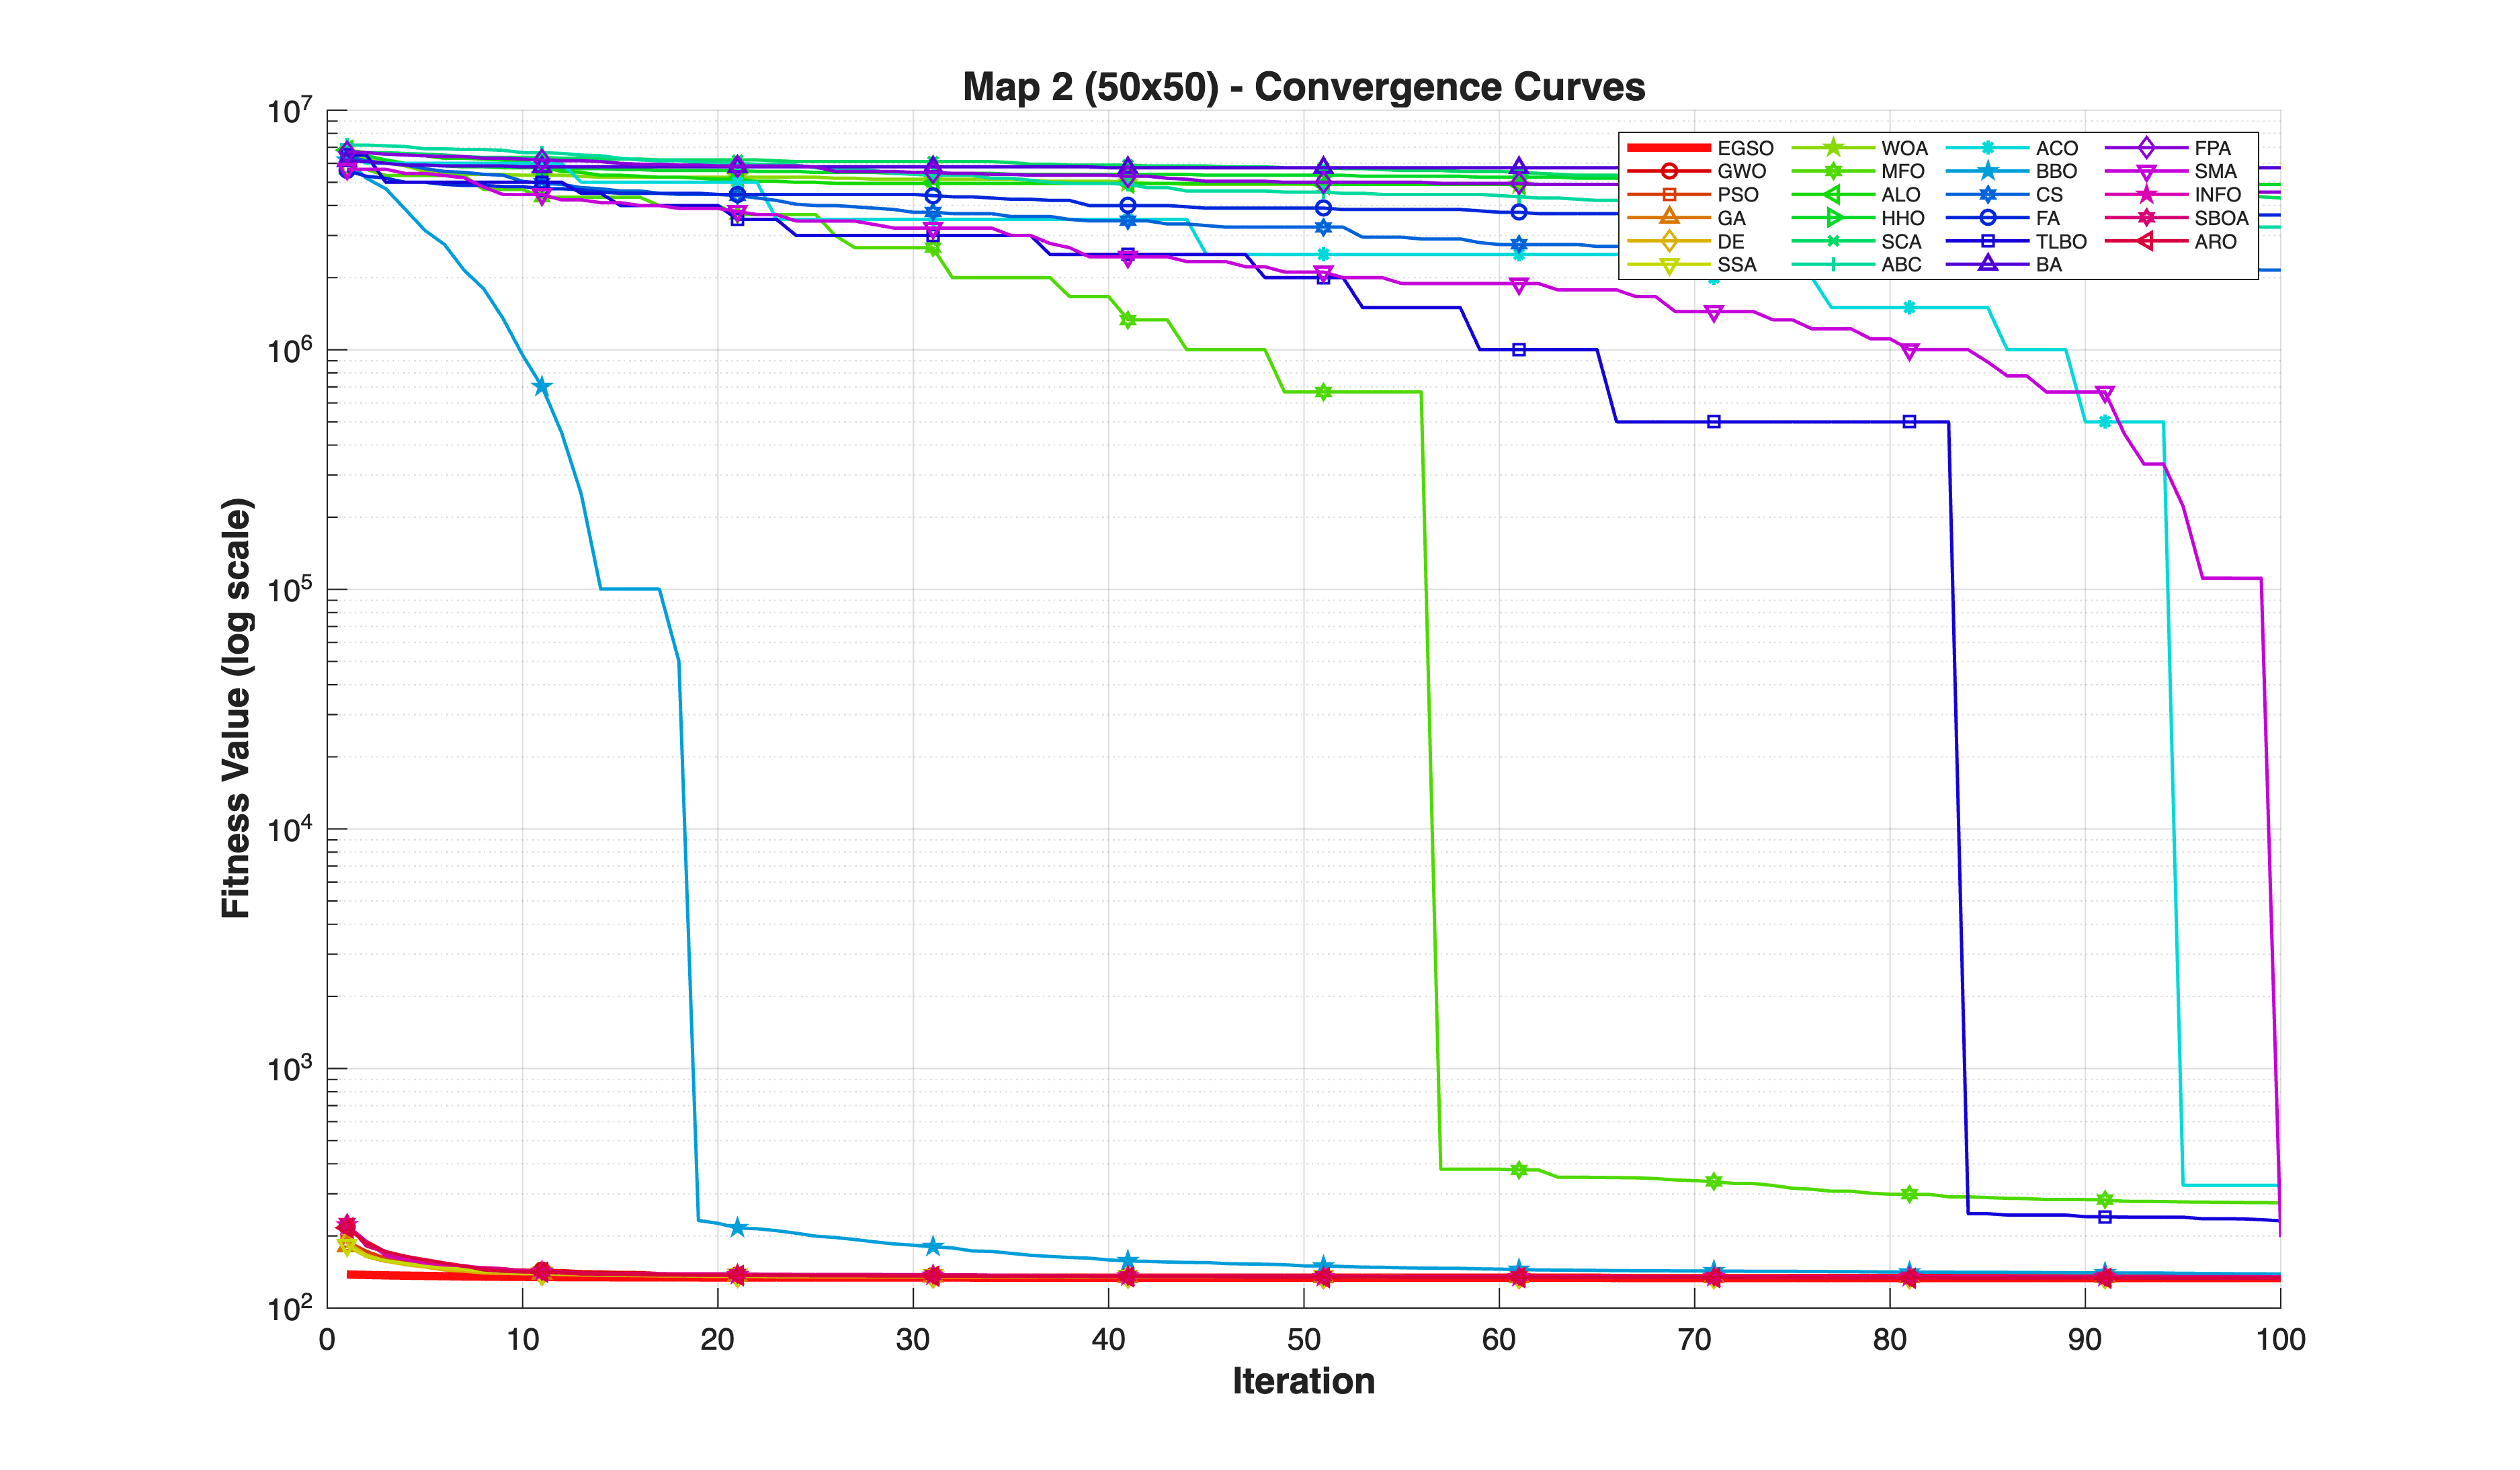 Map 2 (50x50) - Convergence Curves
10^7
10^6
10^5
10^4
10^3
10^2
Fitness Value (log scale)
EGSO WOA ACO FPA
GWO MFO BBO SMA
PSO ALO CS INFO
GA HHO FA SBOA
DE SCA TLBO ARO
SSA ABC BA
0 10 20 30 40 50 60 70 80 90 100
Iteration